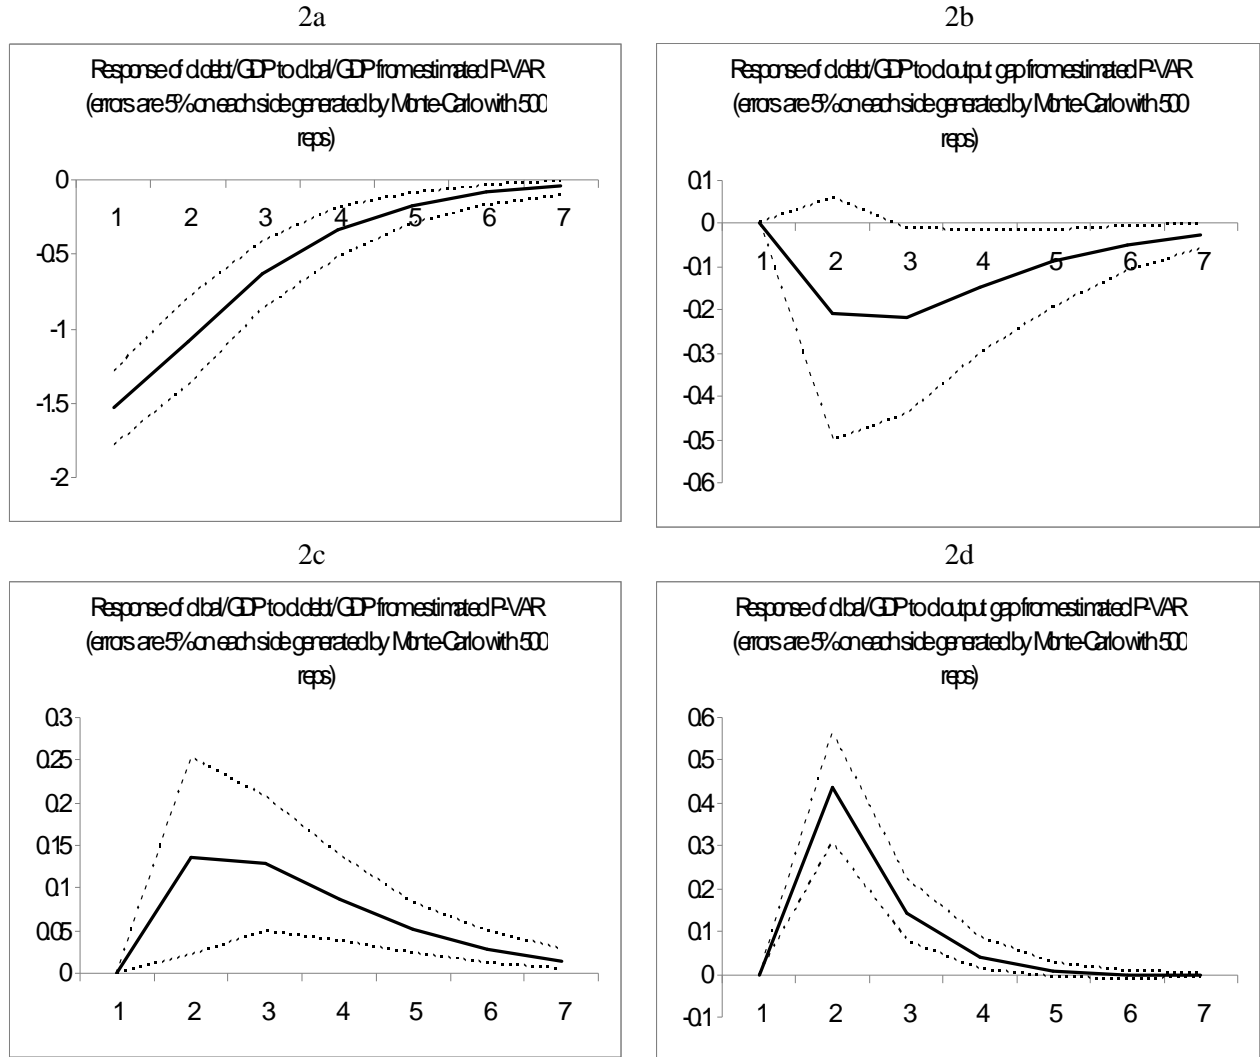 2a
Response of d.debt/GDP to d.bal/GDP from estimated P-VAR
(errors are 5% on each side generated by Monte-Carlo with 500
reps)
0
-0.5
-1
-1.5
-2
1 2 3 4 5 6 7
2b
Response of d.debt/GDP to d.output gap from estimated P-VAR
(errors are 5% on each side generated by Monte-Carlo with 500
reps)
0.1
0
-0.1
-0.2
-0.3
-0.4
-0.5
-0.6
1 2 3 4 5 6 7
2c
Response of d.bal/GDP to d.debt/GDP from estimated P-VAR
(errors are 5% on each side generated by Monte-Carlo with 500
reps)
0.3
0.25
0.2
0.15
0.1
0.05
0
1 2 3 4 5 6 7
2d
Response of d.bal/GDP to d.output gap from estimated P-VAR
(errors are 5% on each side generated by Monte-Carlo with 500
reps)
0.6
0.5
0.4
0.3
0.2
0.1
0
-0.1
1 2 3 4 5 6 7